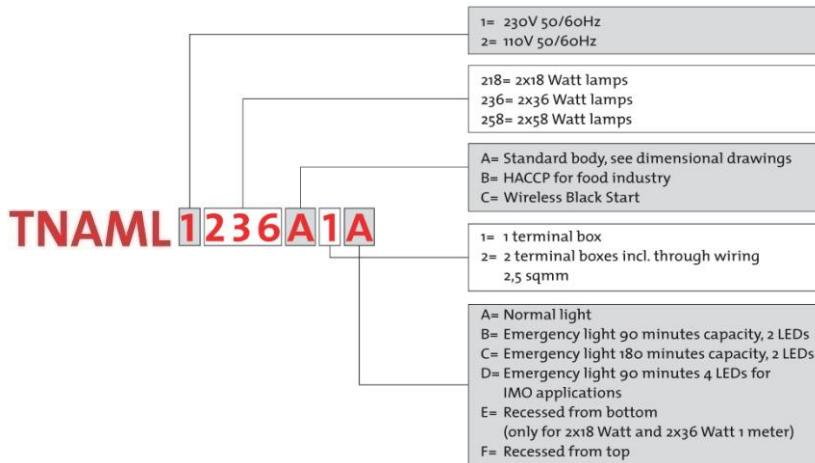 1= 230V 50/60Hz
2= 110V 50/60Hz
218= 2x18 Watt lamps
236= 2x36 Watt lamps
258= 2x58 Watt lamps
A= Standard body, see dimensional drawings
B= HACCP for food industry
C= Wireless Black Start
TNAML 1 236 A 1 A
1= 1 terminal box
2= 2 terminal boxes incl. through wiring
2,5 sqmm
A= Normal light
B= Emergency light 90 minutes capacity, 2 LEDs
C= Emergency light 180 minutes capacity, 2 LEDs
D= Emergency light 90 minutes 4 LEDs for
IMO applications
E= Recessed from bottom
(only for 2x18 Watt and 2x36 Watt 1 meter)
F= Recessed from top